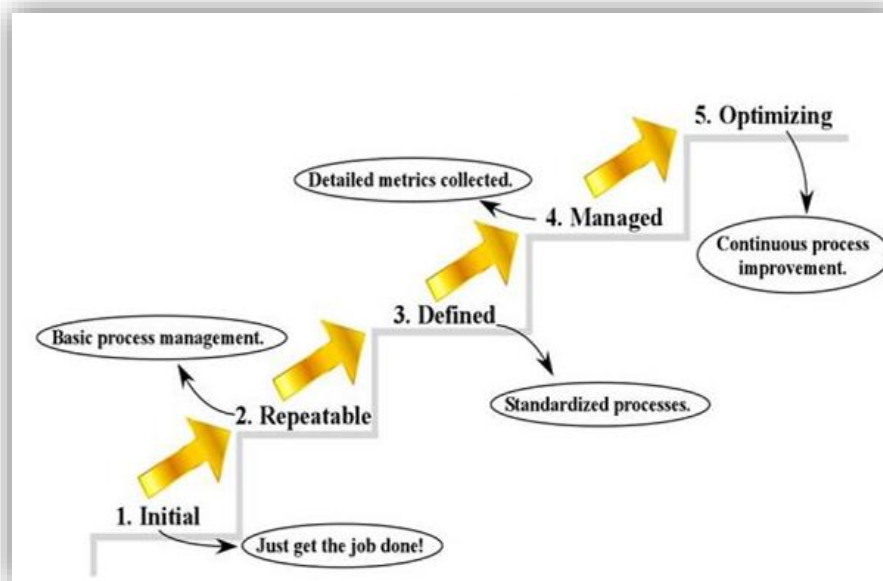 5. Optimizing
Detailed metrics collected.
4. Managed
Continuous process
improvement.
3. Defined
Basic process management.
Standardized processes.
2. Repeatable
1. Initial
Just get the job done!